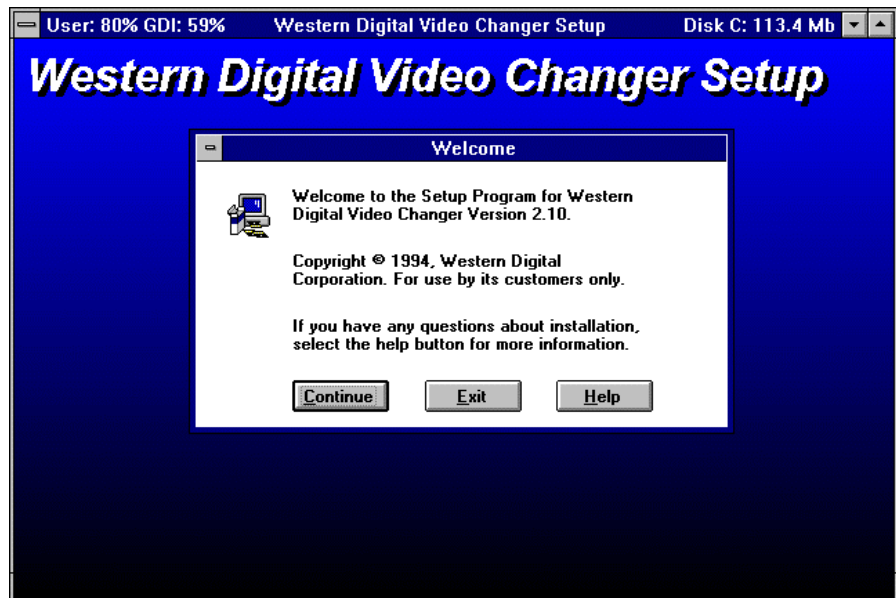 User: 80% GDI: 59% Western Digital Video Changer Setup Disk C: 113.4 Mb
Western Digital Video Changer Setup
Welcome
Welcome to the Setup Program for Western
Digital Video Changer Version 2.10.
Copyright © 1994, Western Digital
Corporation. For use by its customers only.
If you have any questions about installation,
select the help button for more information.
Continue Exit Help